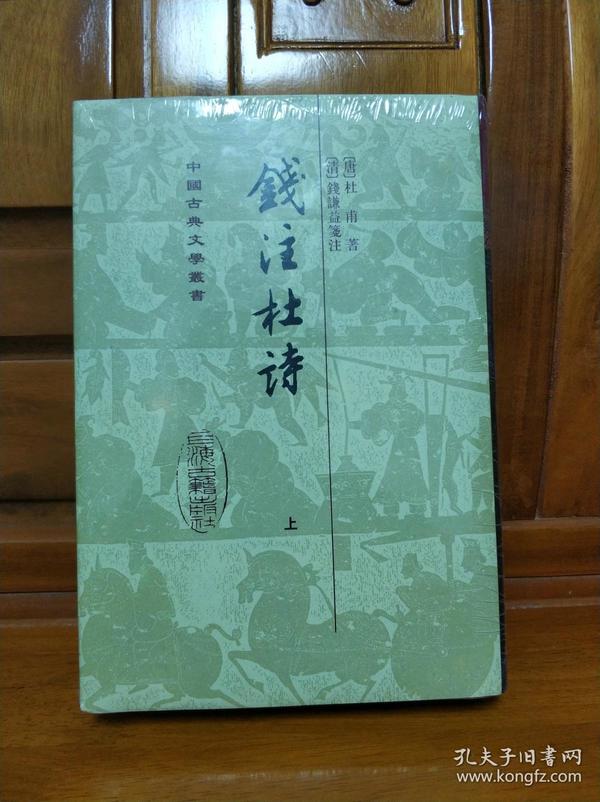 〔唐〕杜甫著
〔清〕錢謙益箋注
錢注杜詩
上
中國古典文學叢書
上海古籍出版社
孔夫子旧書网
www.kongfz.com